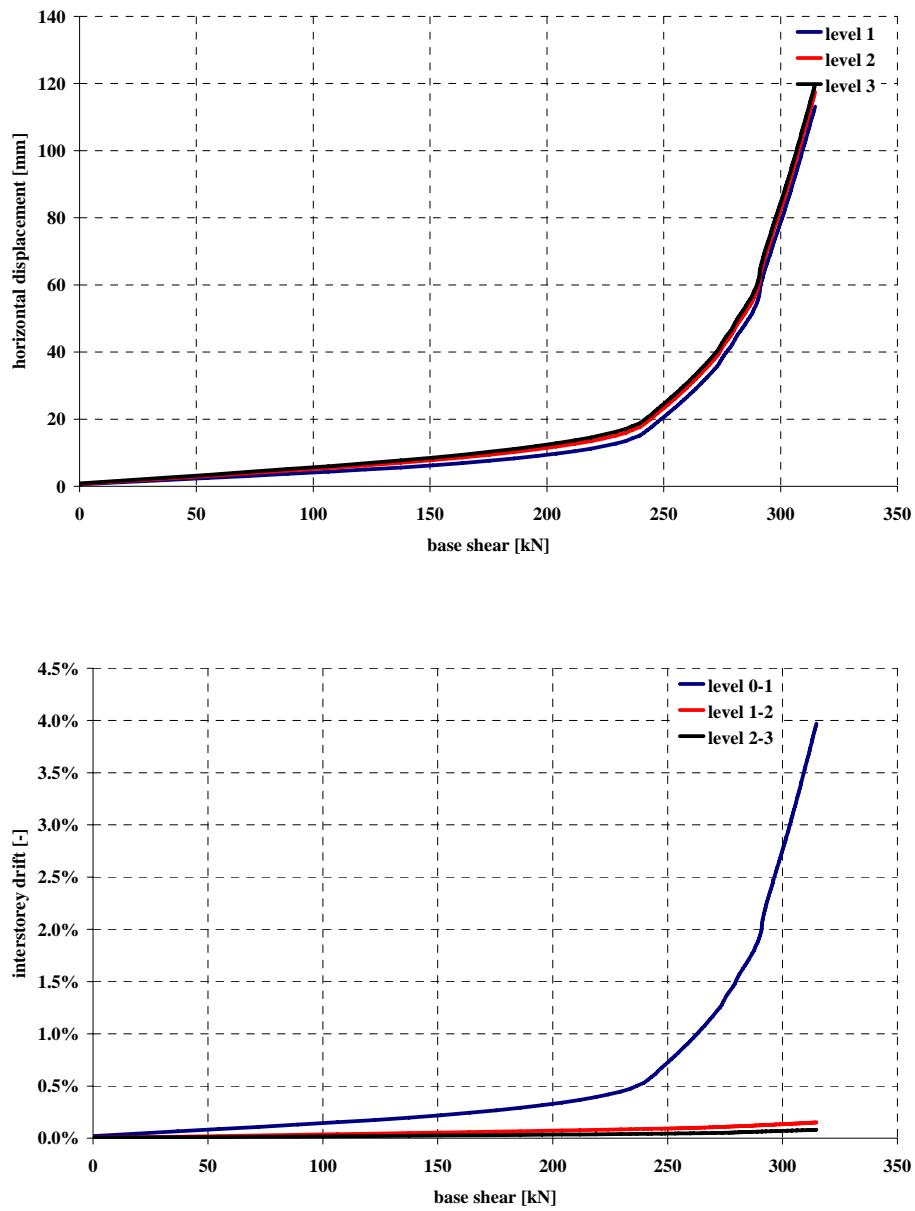 140
120
100
80
60
40
20
0
horizontal displacement [mm]
level 1
level 2
level 3
0 50 100 150 200 250 300 350
base shear [kN]
4.5%
4.0%
3.5%
3.0%
2.5%
2.0%
1.5%
1.0%
0.5%
0.0%
interstorey drift [-]
level 0-1
level 1-2
level 2-3
0 50 100 150 200 250 300 350
base shear [kN]